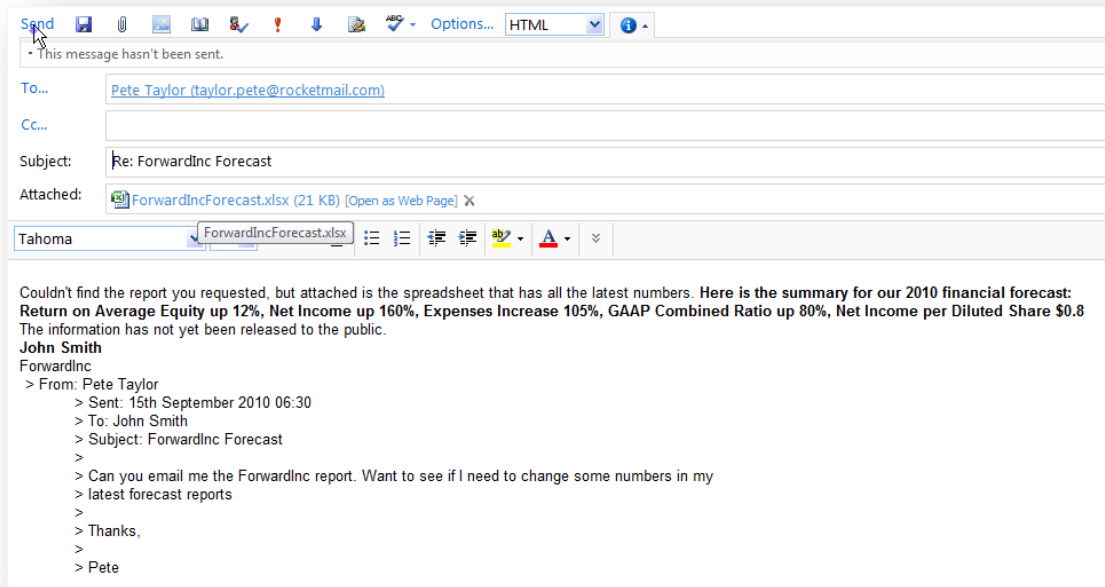 Send ABC Options... HTML
• This message hasn't been sent.
To... Pete Taylor (taylor.pete@rocketmail.com)
Cc...
Subject: Re: ForwardInc Forecast
Attached: ForwardIncForecast.xlsx (21 KB) [Open as Web Page]
ForwardIncForecast.xlsx
Tahoma ab A
Couldn't find the report you requested, but attached is the spreadsheet that has all the latest numbers. Here is the summary for our 2010 financial forecast:
Return on Average Equity up 12%, Net Income up 160%, Expenses Increase 105%, GAAP Combined Ratio up 80%, Net Income per Diluted Share $0.8
The information has not yet been released to the public.
John Smith
ForwardInc
> From: Pete Taylor
> Sent: 15th September 2010 06:30
> To: John Smith
> Subject: ForwardInc Forecast
>
> Can you email me the ForwardInc report. Want to see if I need to change some numbers in my
> latest forecast reports
>
> Thanks,
>
> Pete